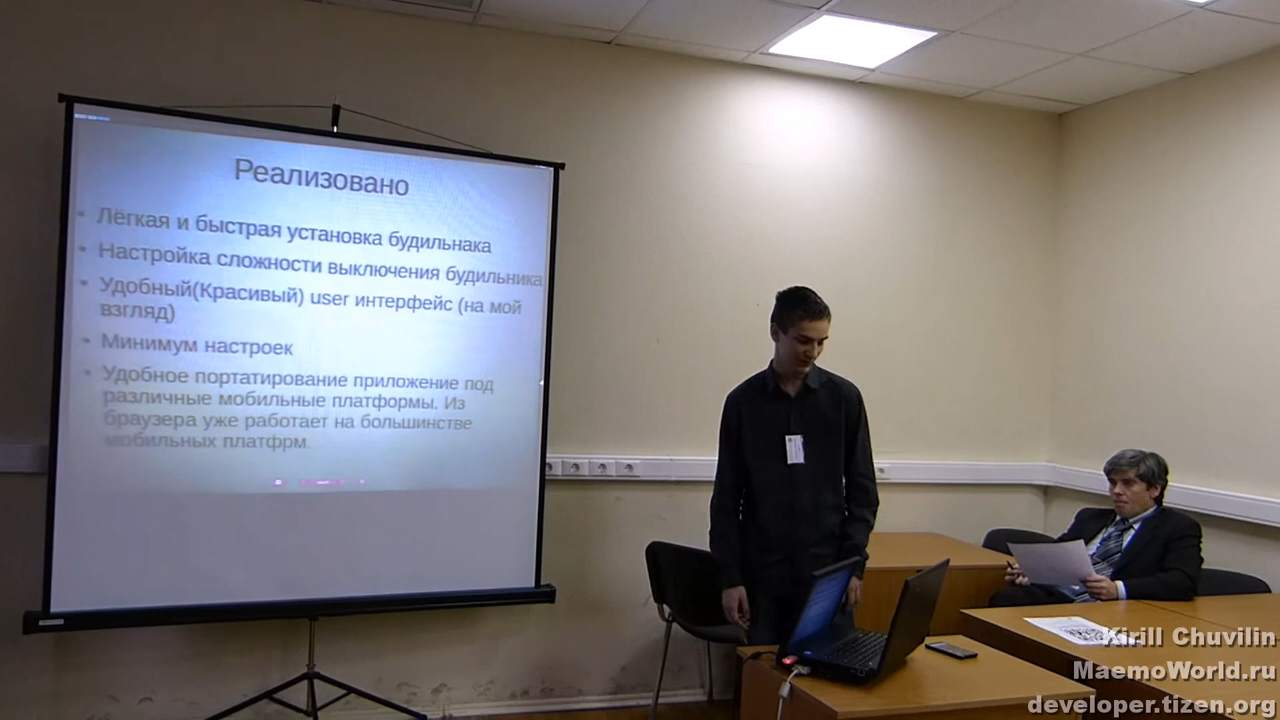 Реализовано
Лёгкая и быстрая установка будильнака
Настройка сложности выключения будильника
Удобный(Красивый) user интерфейс (на мой
взгляд)
Минимум настроек
Удобное портатирование приложение под
различные мобильные платформы. Из
браузера уже работает на большинстве
мобильных платфрм.
Kirill Chuvilin
MaemoWorld.ru
developer.tizen.org